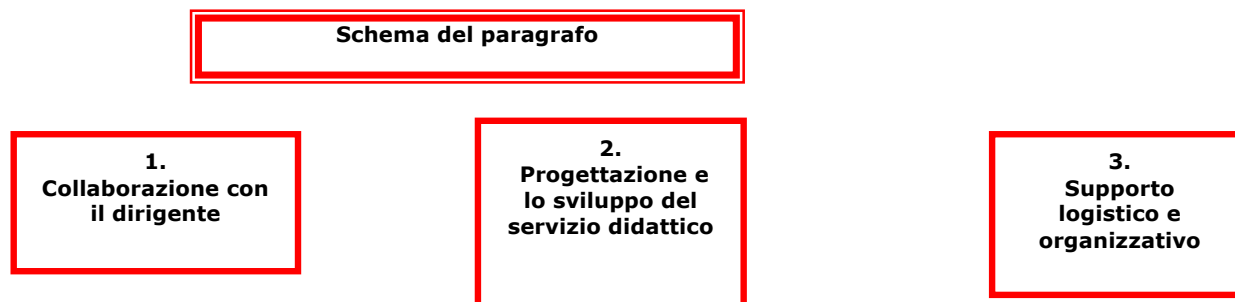 Schema del paragrafo
1.
Collaborazione con
il dirigente
2.
Progettazione e
lo sviluppo del
servizio didattico
3.
Supporto
logistico e
organizzativo